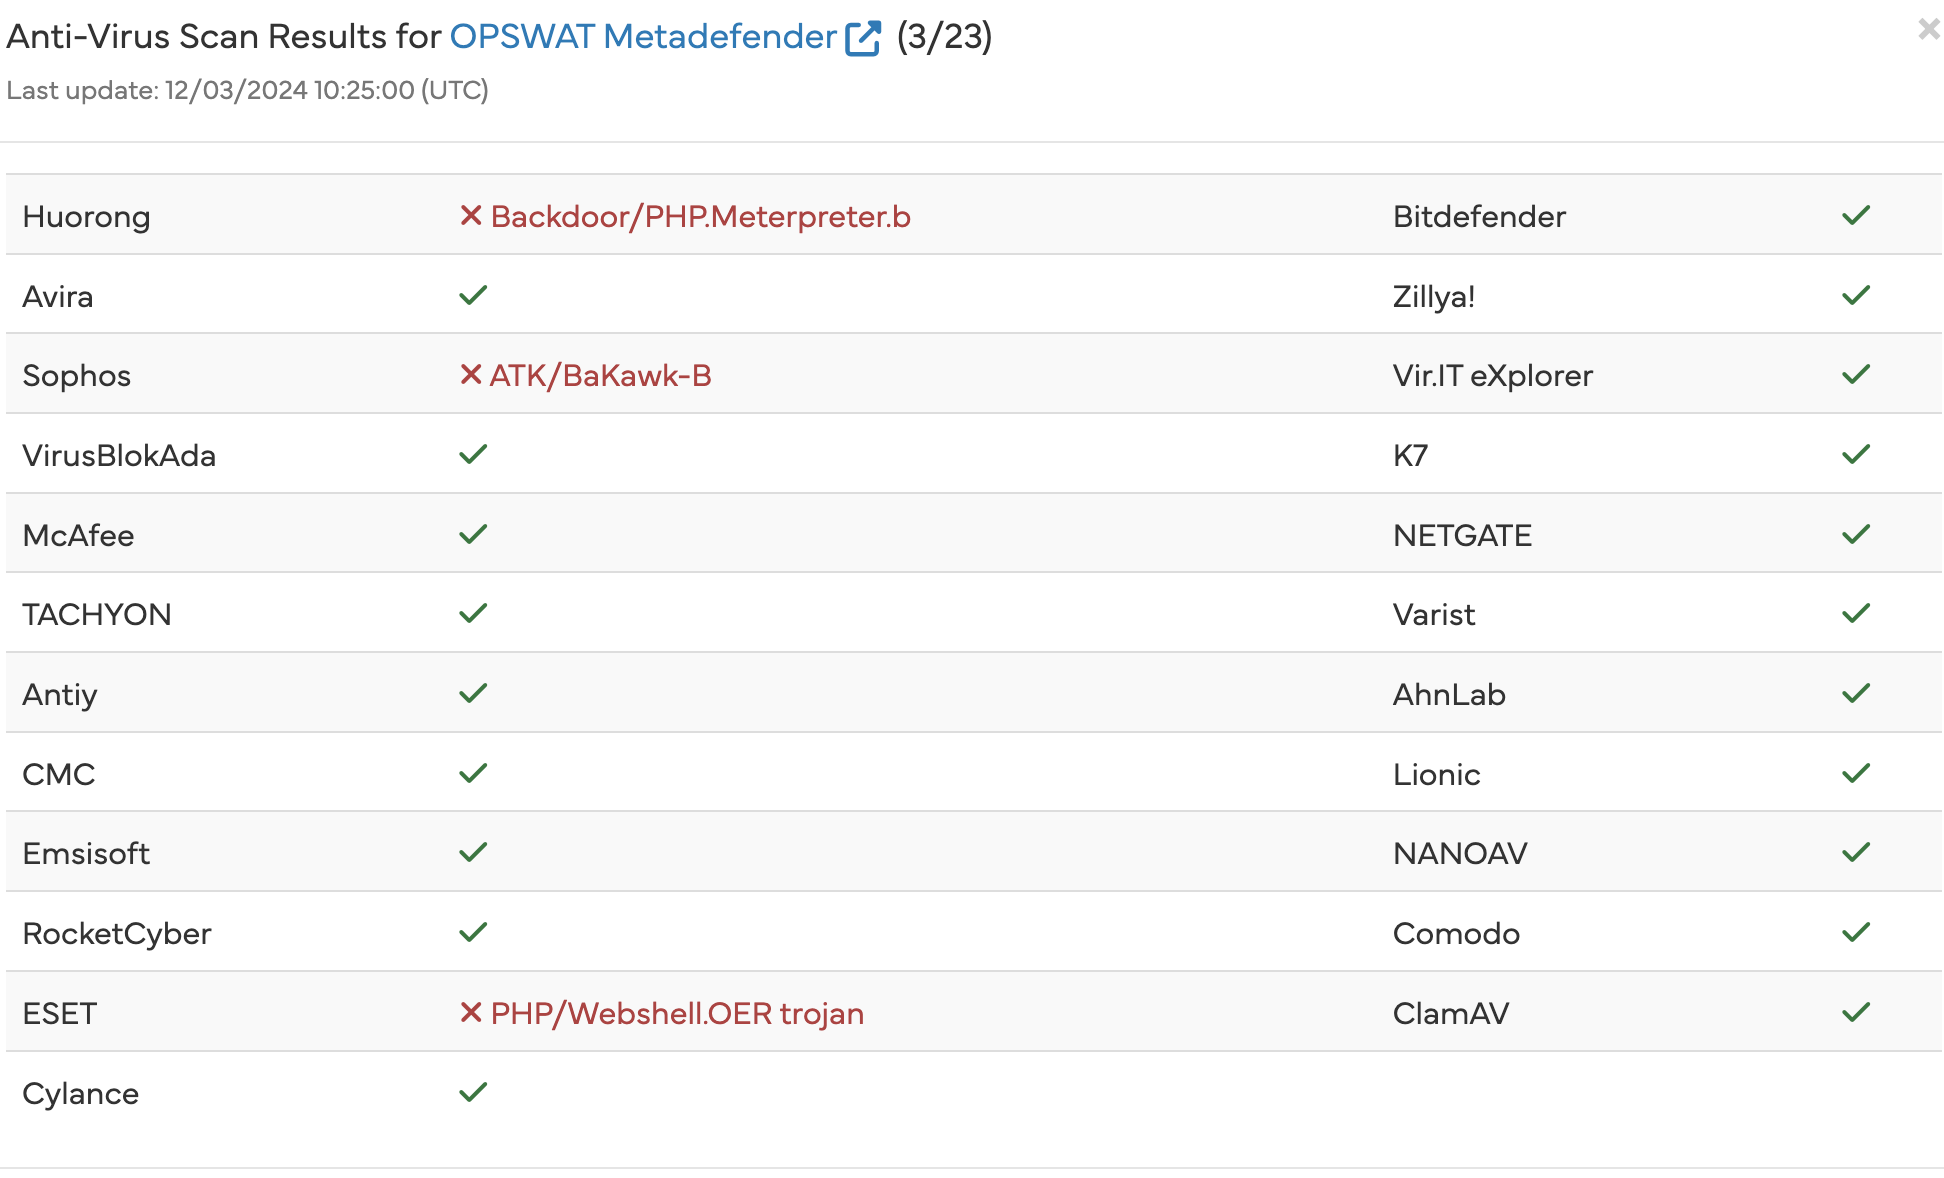 Anti-Virus Scan Results for OPSWAT Metadefender (3/23)
Last update: 12/03/2024 10:25:00 (UTC)
Huorong Backdoor/PHP.Meterpreter.b Bitdefender
Avira Zillya!
Sophos ATK/BaKawk-B Vir.IT eXplorer
VirusBlokAda K7
McAfee NETGATE
TACHYON Varist
Antiy AhnLab
CMC Lionic
Emsisoft NANOAV
RocketCyber Comodo
ESET PHP/Webshell.OER trojan ClamAV
Cylance